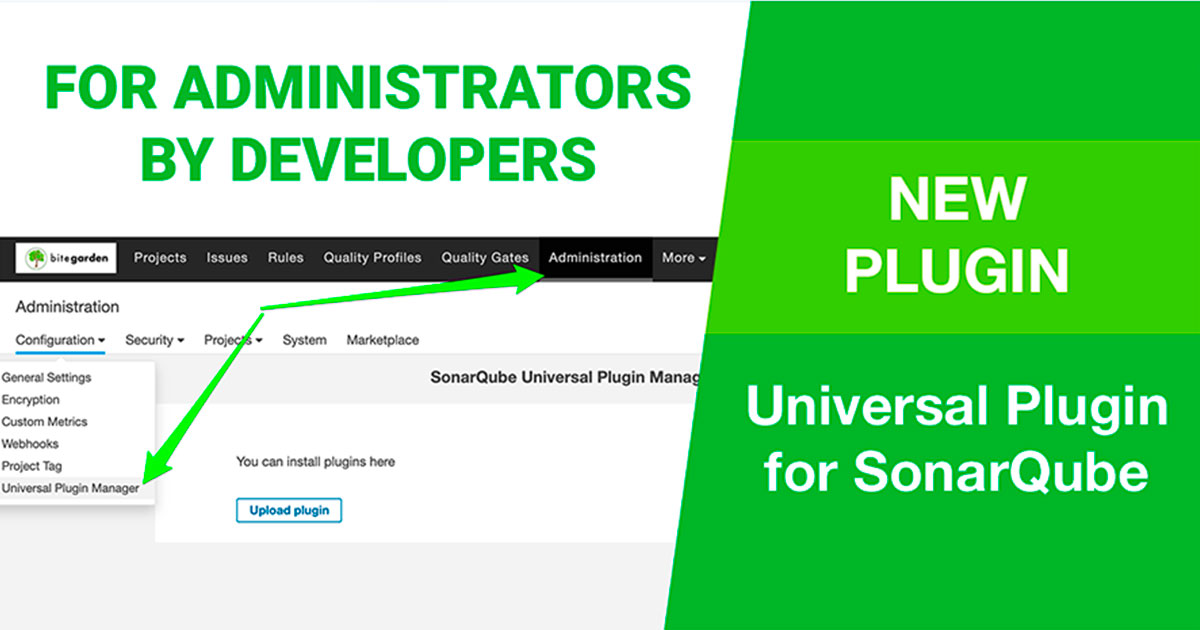 FOR ADMINISTRATORS
BY DEVELOPERS
bitegarden Projects Issues Rules Quality Profiles Quality Gates Administration More
Administration
Configuration Security Projects System Marketplace
General Settings
Encryption
Custom Metrics
Webhooks
Project Tag
Universal Plugin Manager
SonarQube Universal Plugin Manag
You can install plugins here
Upload plugin
NEW
PLUGIN
Universal Plugin
for SonarQube